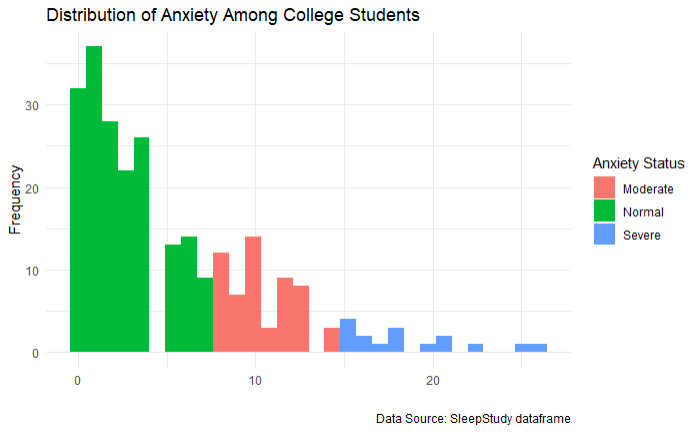 Distribution of Anxiety Among College Students
Frequency
30
20
10
0
0 10 20
Anxiety Status
Moderate
Normal
Severe
Data Source: SleepStudy dataframe